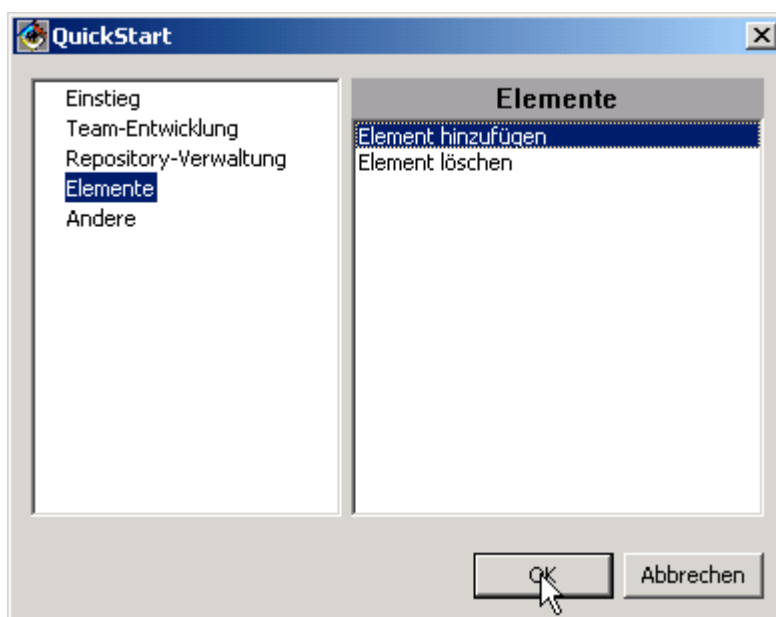 QuickStart
Einstieg
Team-Entwicklung
Repository-Verwaltung
Elemente
Andere
Elemente
Element hinzufügen
Element löschen
OK
Abbrechen